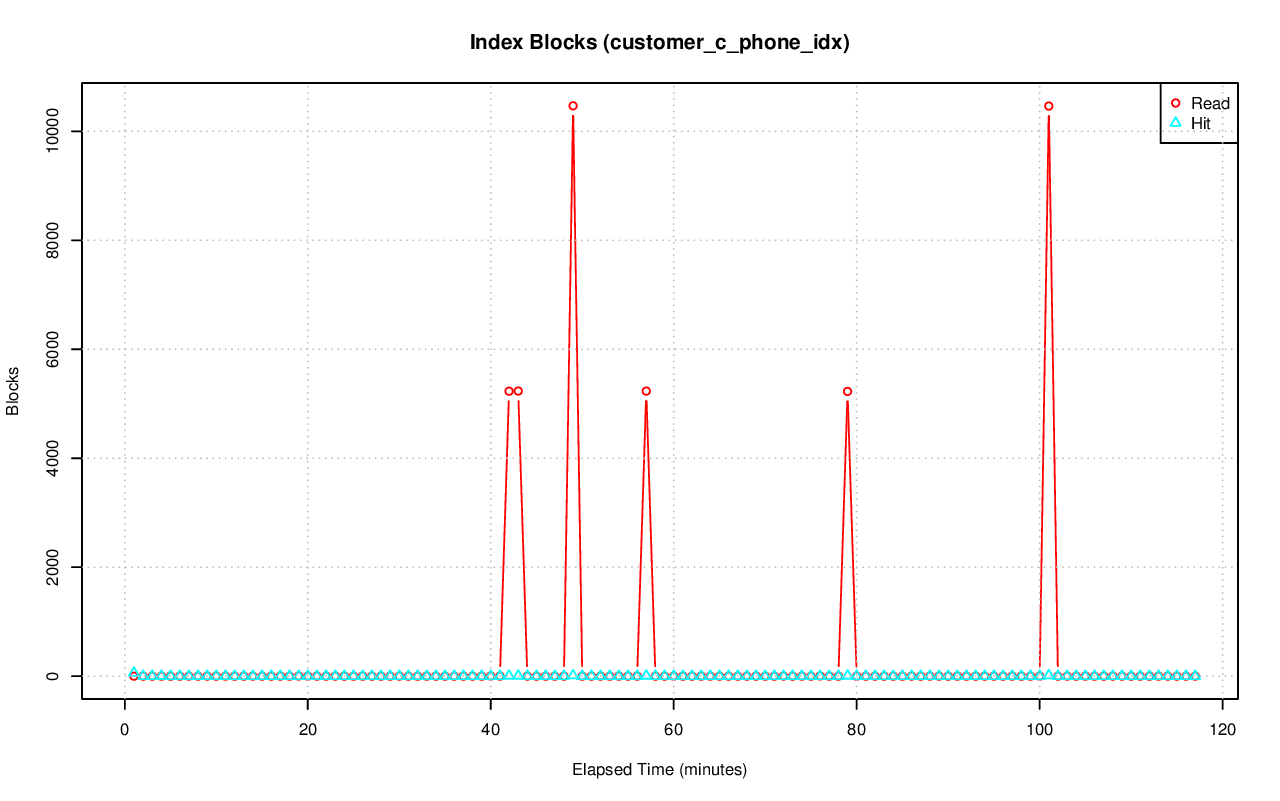 Index Blocks (customer_c_phone_idx)
Read
Hit
10000
8000
6000
4000
2000
0
Blocks
0 20 40 60 80 100 120
Elapsed Time (minutes)